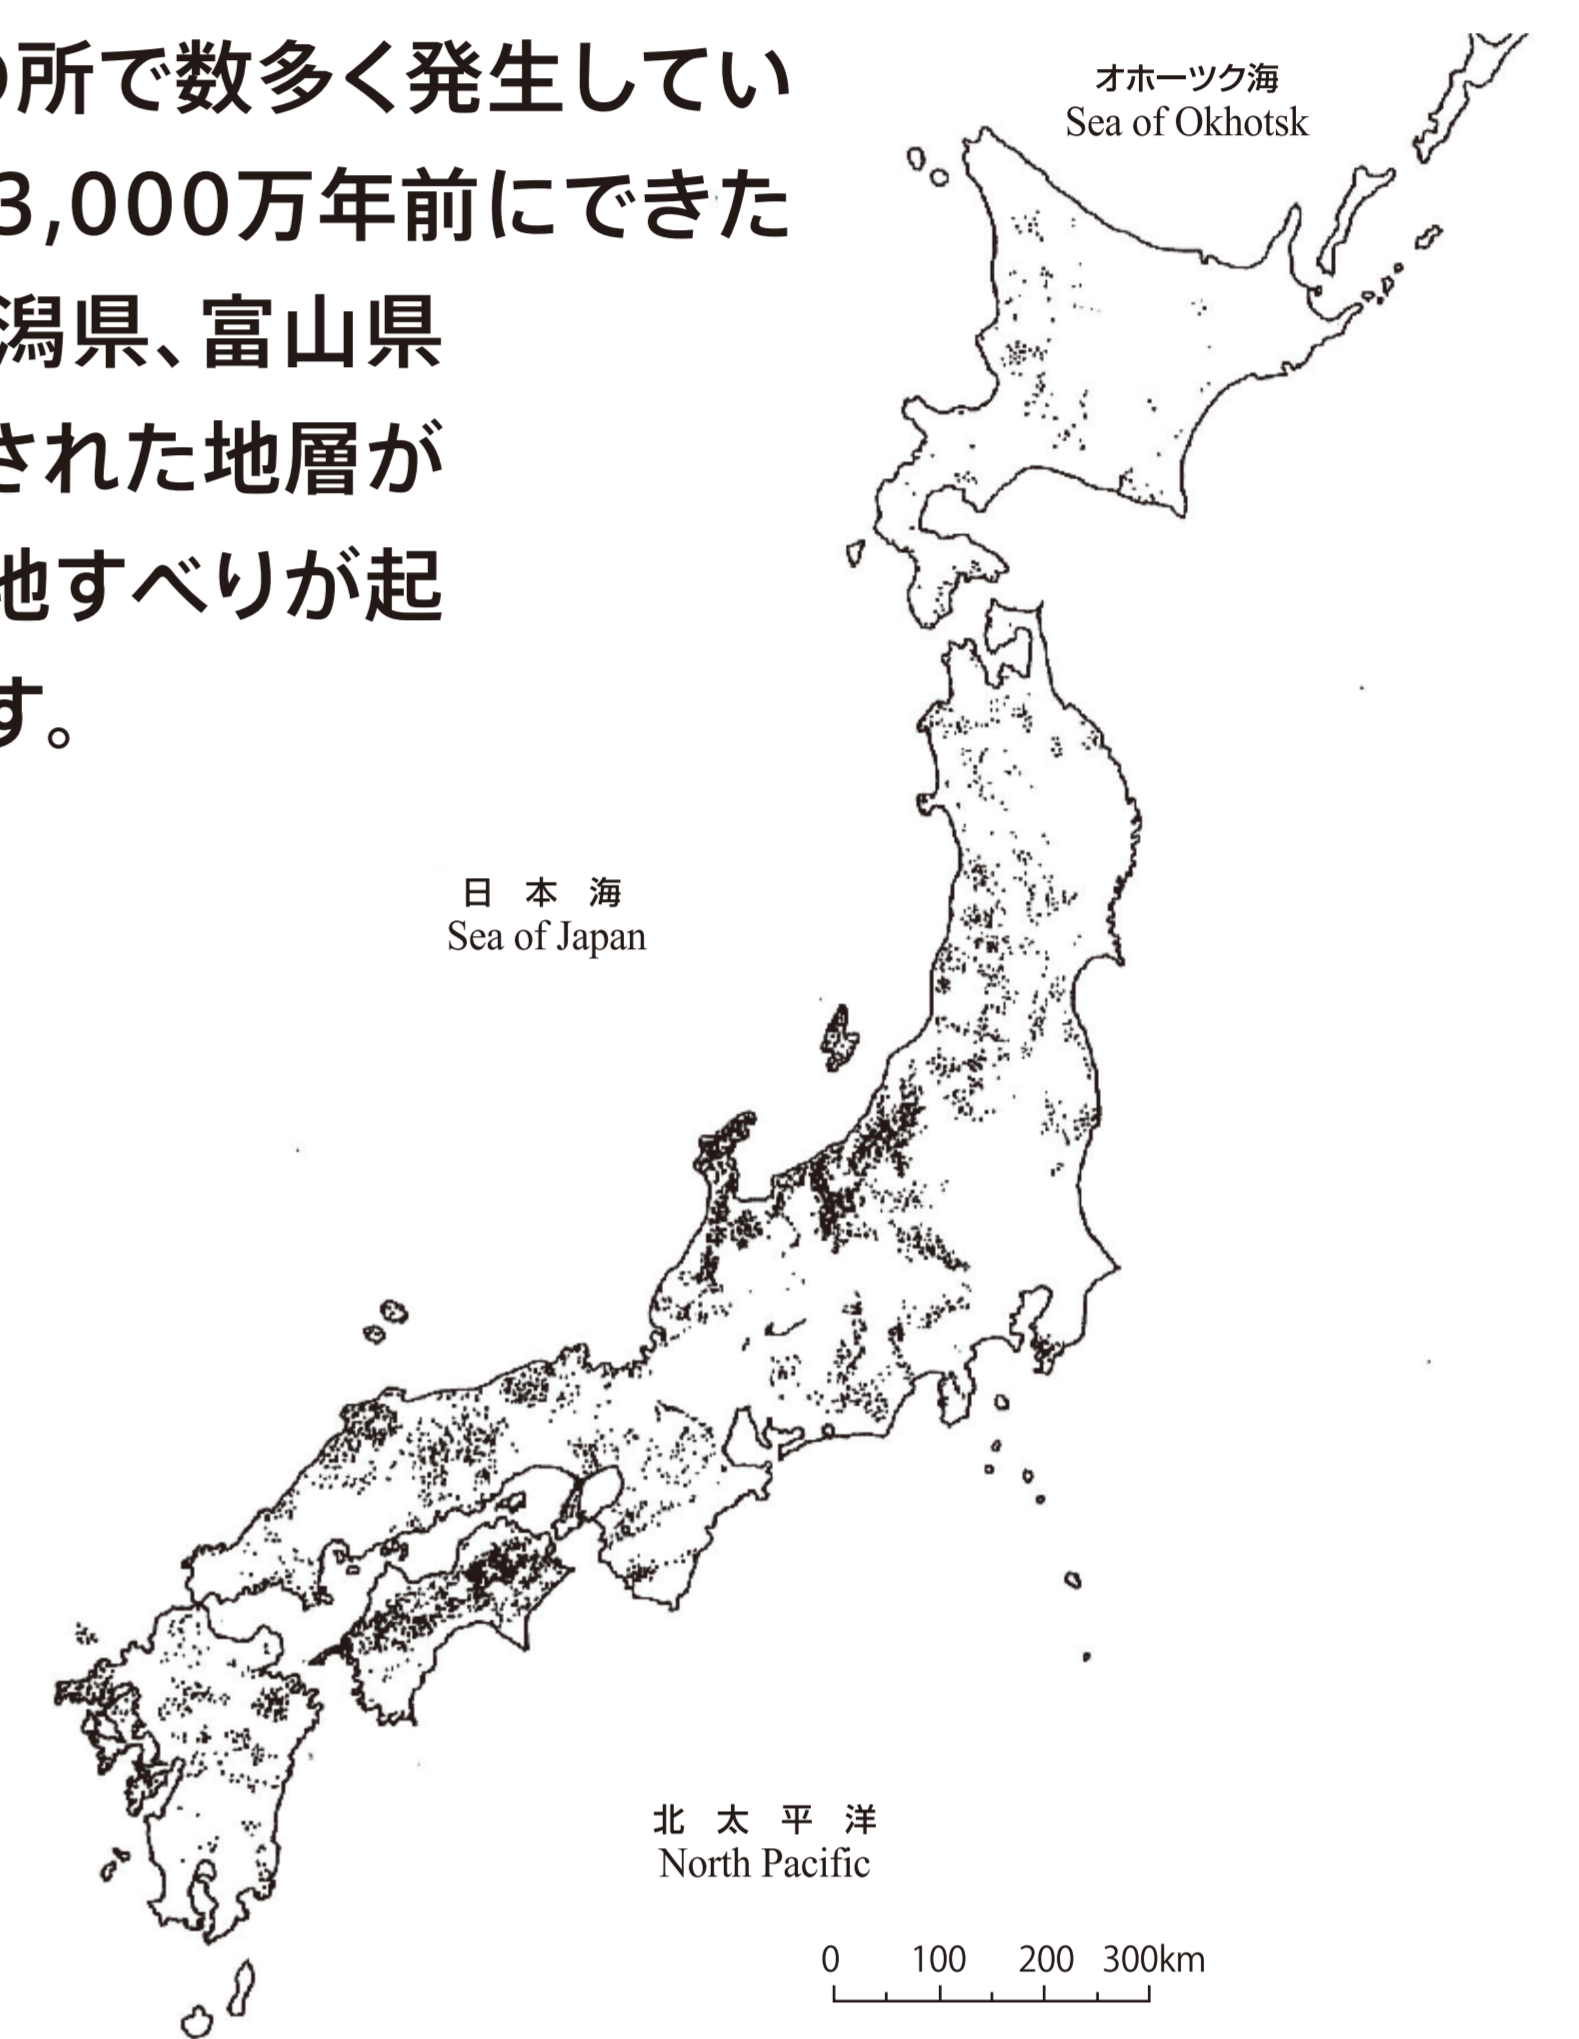 所で数多く発生してい
3,000万年前にできた
潟県、富山県
された地層が
地すべりが起
す。
オホーツク海
Sea of Okhotsk
日本海
Sea of Japan
北太平洋
North Pacific
0 100 200 300km